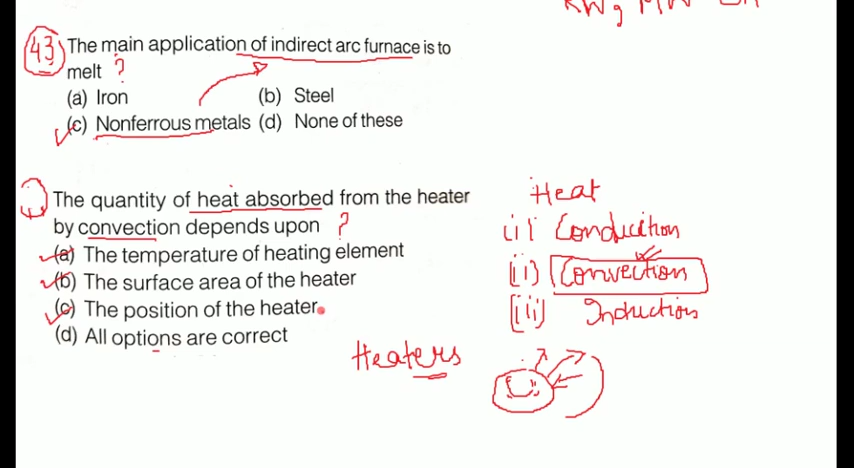 KW, MW
43 The main application of indirect arc furnace is to
melt ?
(a) Iron (b) Steel
(c) Nonferrous metals (d) None of these
The quantity of heat absorbed from the heater
by convection depends upon ?
(a) The temperature of heating element
(b) The surface area of the heater
(c) The position of the heater
(d) All options are correct
Heat
(i) Conduction
(ii) Convection
(iii) Induction
Heaters